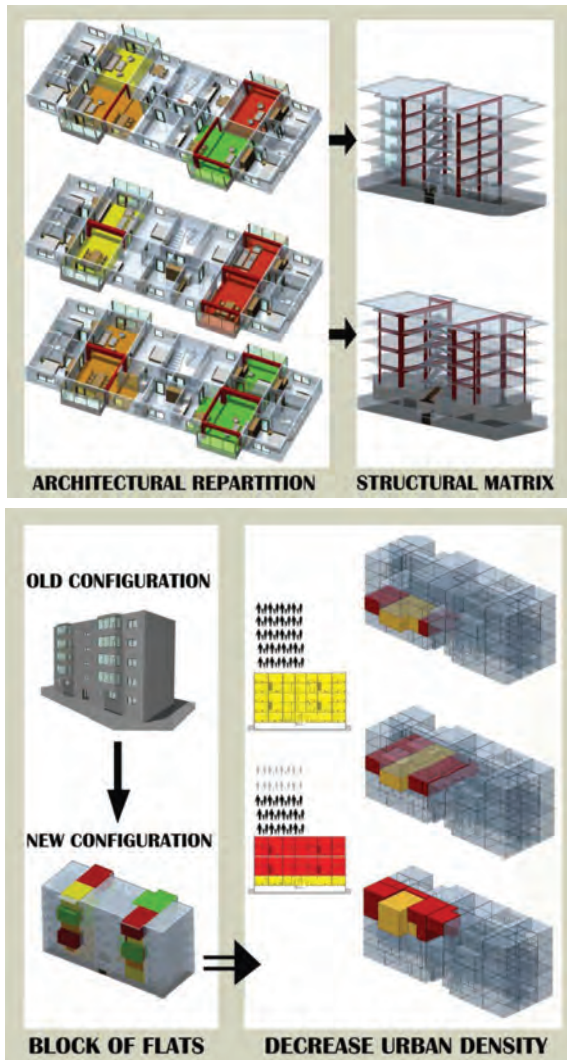 ARCHITECTURAL REPARTITION
STRUCTURAL MATRIX
OLD CONFIGURATION
NEW CONFIGURATION
BLOCK OF FLATS
DECREASE URBAN DENSITY